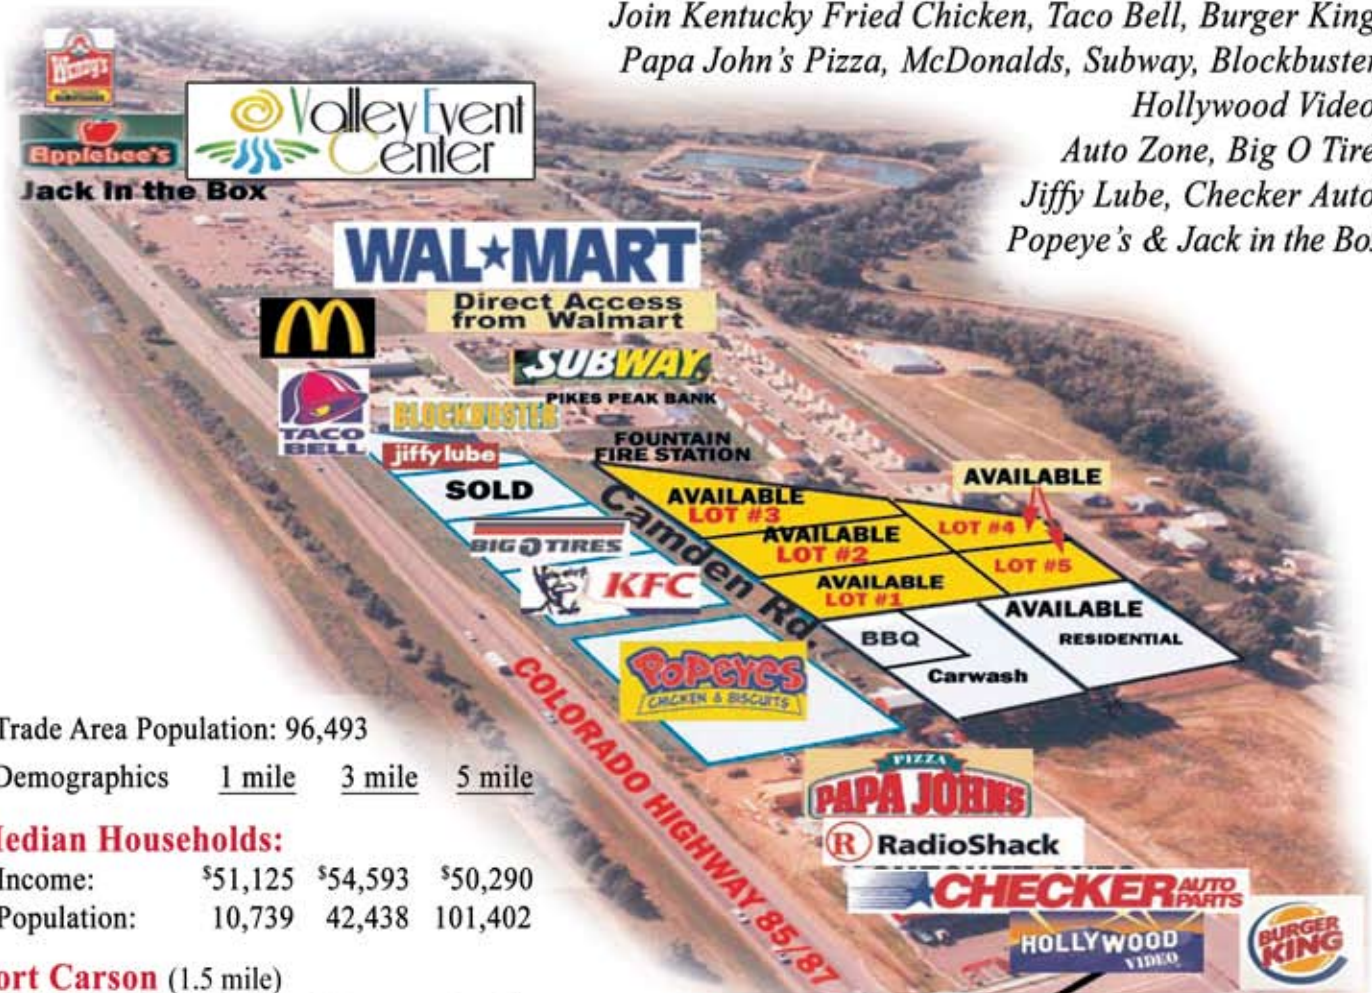 Join Kentucky Fried Chicken, Taco Bell, Burger King
Papa John's Pizza, McDonalds, Subway, Blockbuster
Hollywood Video
Auto Zone, Big O Tire
Jiffy Lube, Checker Auto
Popeye's & Jack in the Bo
Wendy's
Applebee's
Jack in the Box
Valley Event
Center
WAL★MART
Direct Access
from Walmart
SUBWAY
PIKES PEAK BANK
TACO
BELL
BLOCKBUSTER
jiffy lube
FOUNTAIN
FIRE STATION
SOLD
BIG O TIRES
KFC
Camden Rd.
AVAILABLE
LOT #3
AVAILABLE
LOT #2
AVAILABLE
LOT #1
AVAILABLE
LOT #4
LOT #5
AVAILABLE
RESIDENTIAL
BBQ
Carwash
POPEYES
CHICKEN & BISCUITS
COLORADO HIGHWAY 85/87
PIZZA
PAPA JOHNS
R RadioShack
CHECKER AUTO PARTS
HOLLYWOOD
VIDEO
BURGER
KING
Trade Area Population: 96,493
Demographics 1 mile 3 mile 5 mile
Median Households:
Income: $51,125 $54,593 $50,290
Population: 10,739 42,438 101,402
ort Carson (1.5 mile)